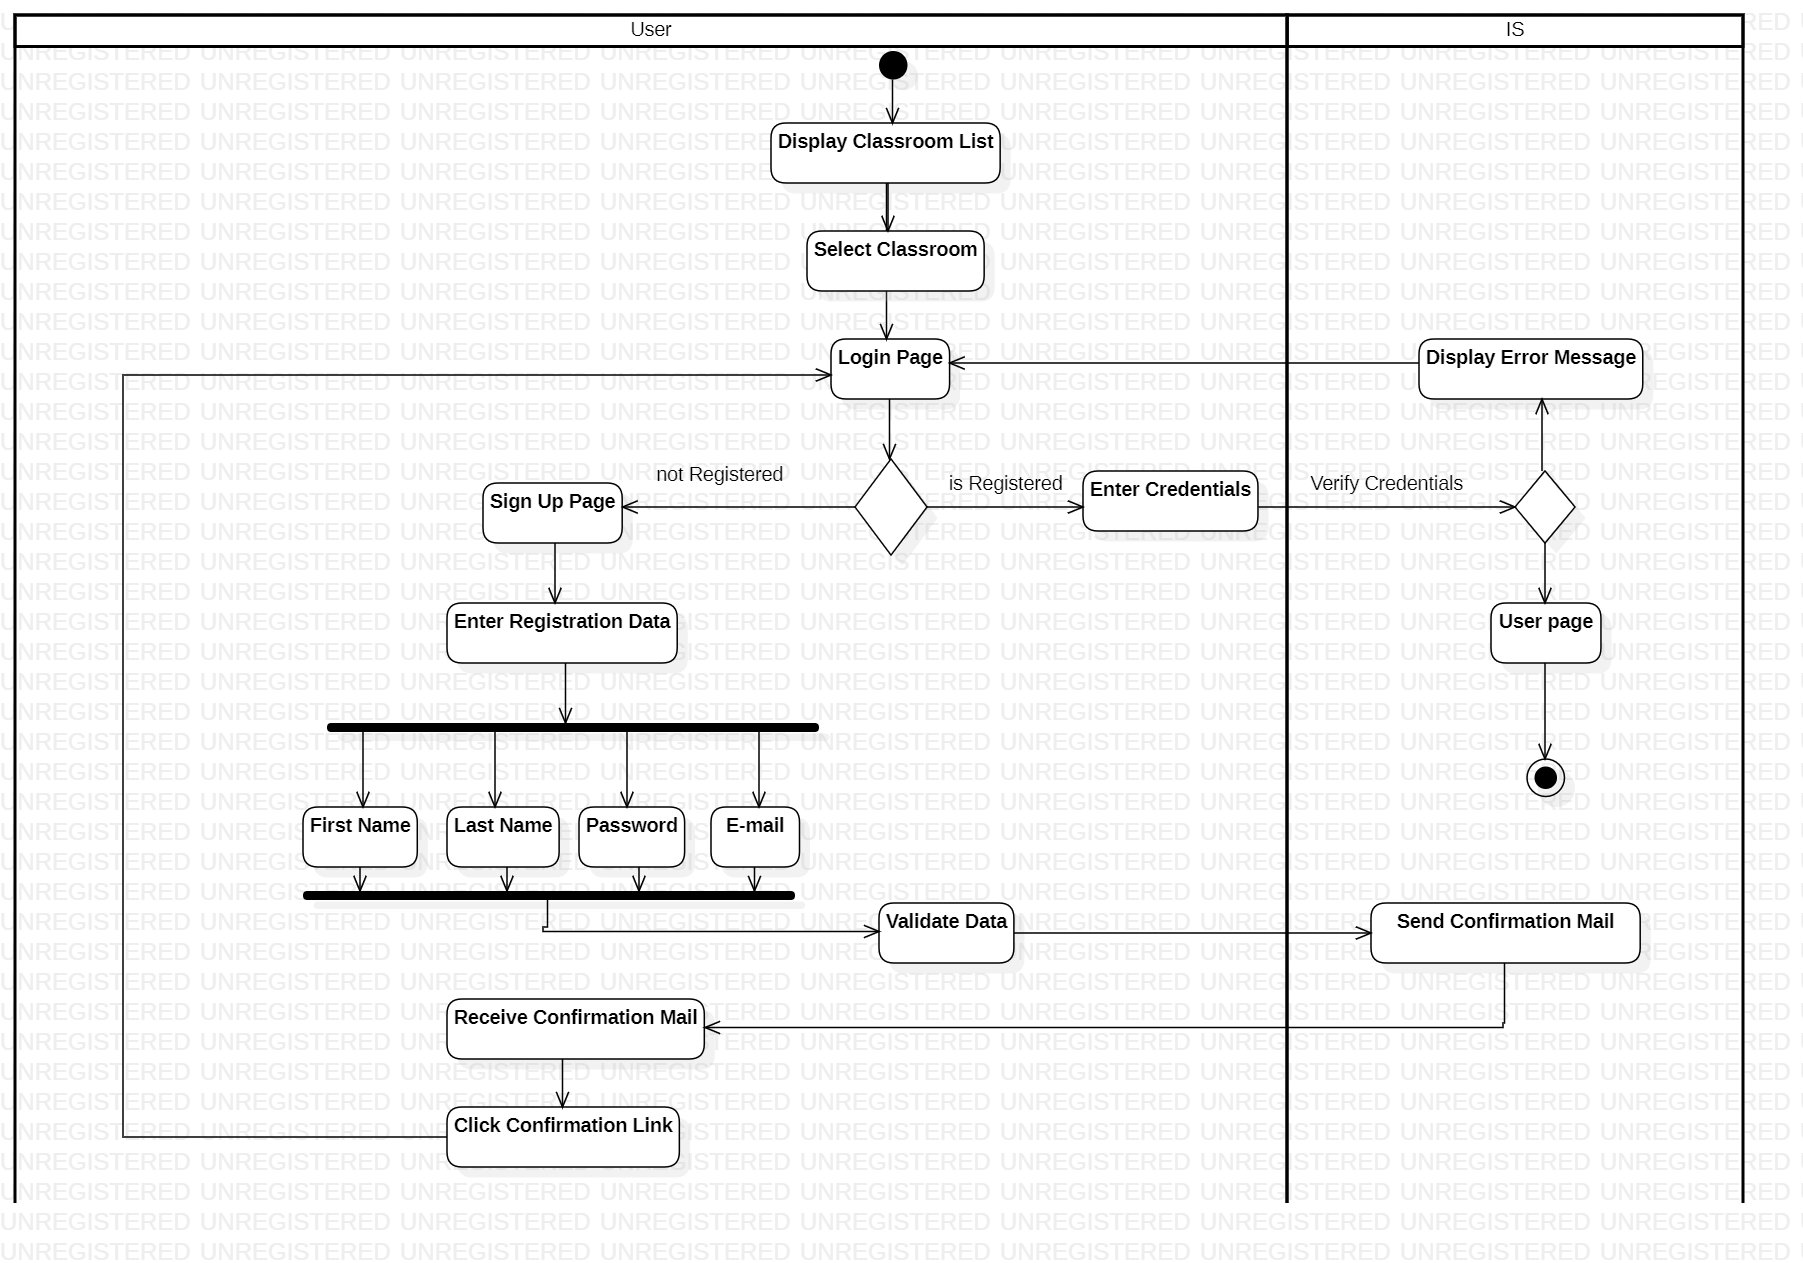 User
IS
Display Classroom List
Select Classroom
Login Page
Display Error Message
not Registered
is Registered
Verify Credentials
Sign Up Page
Enter Credentials
Enter Registration Data
User page
First Name
Last Name
Password
E-mail
Validate Data
Send Confirmation Mail
Receive Confirmation Mail
Click Confirmation Link
UNREGISTERED